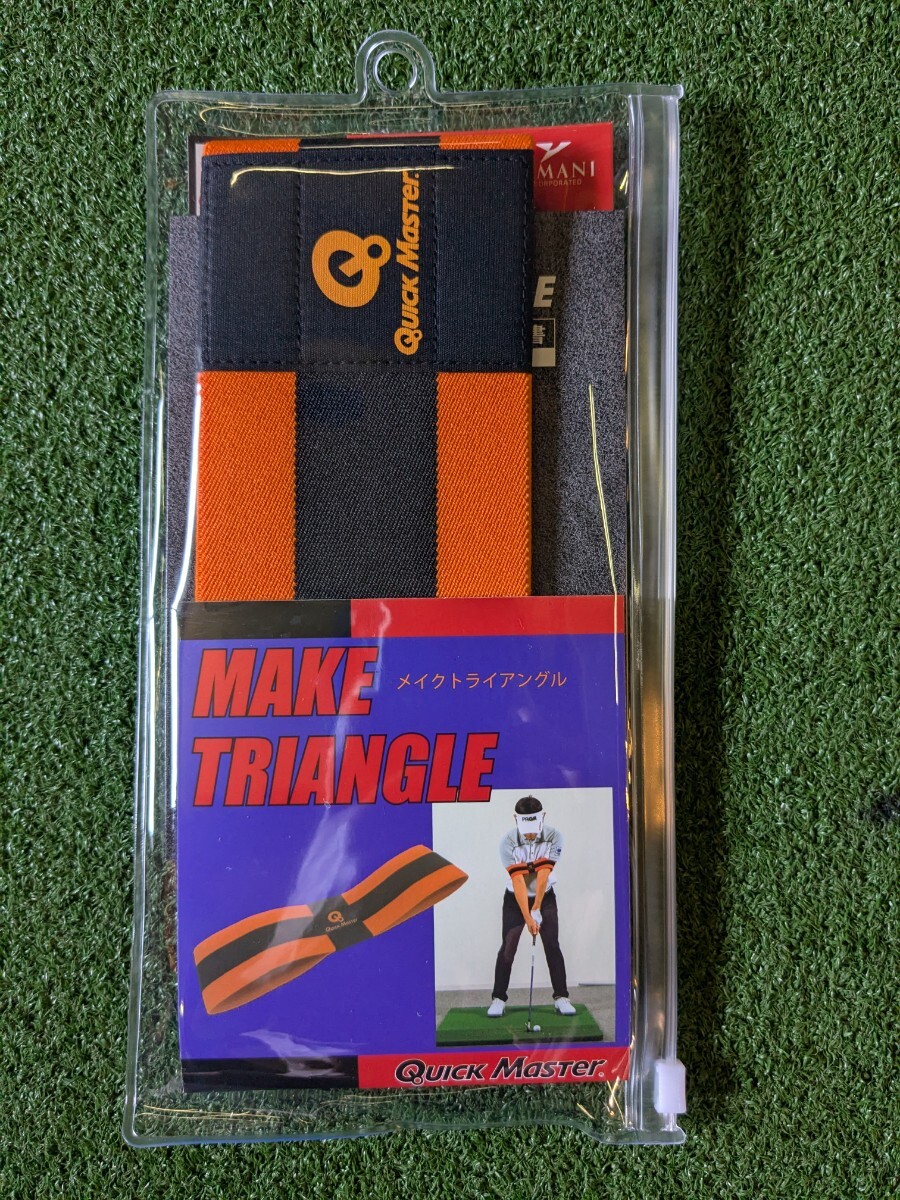 MANI
CORPORATED
Quick Master.
E
MAKE
メイクトライアングル
TRIANGLE
PRGR
Quick Master
Quick Master.